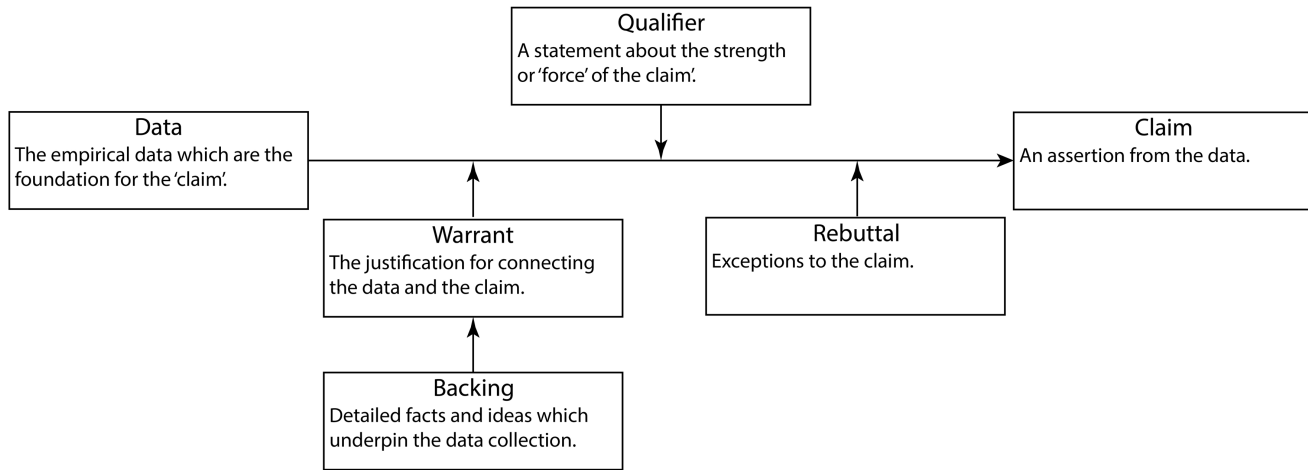 Qualifier
A statement about the strength
or ‘force’ of the claim’.
Data
The empirical data which are the
foundation for the ‘claim’.
Claim
An assertion from the data.
Warrant
The justification for connecting
the data and the claim.
Rebuttal
Exceptions to the claim.
Backing
Detailed facts and ideas which
underpin the data collection.